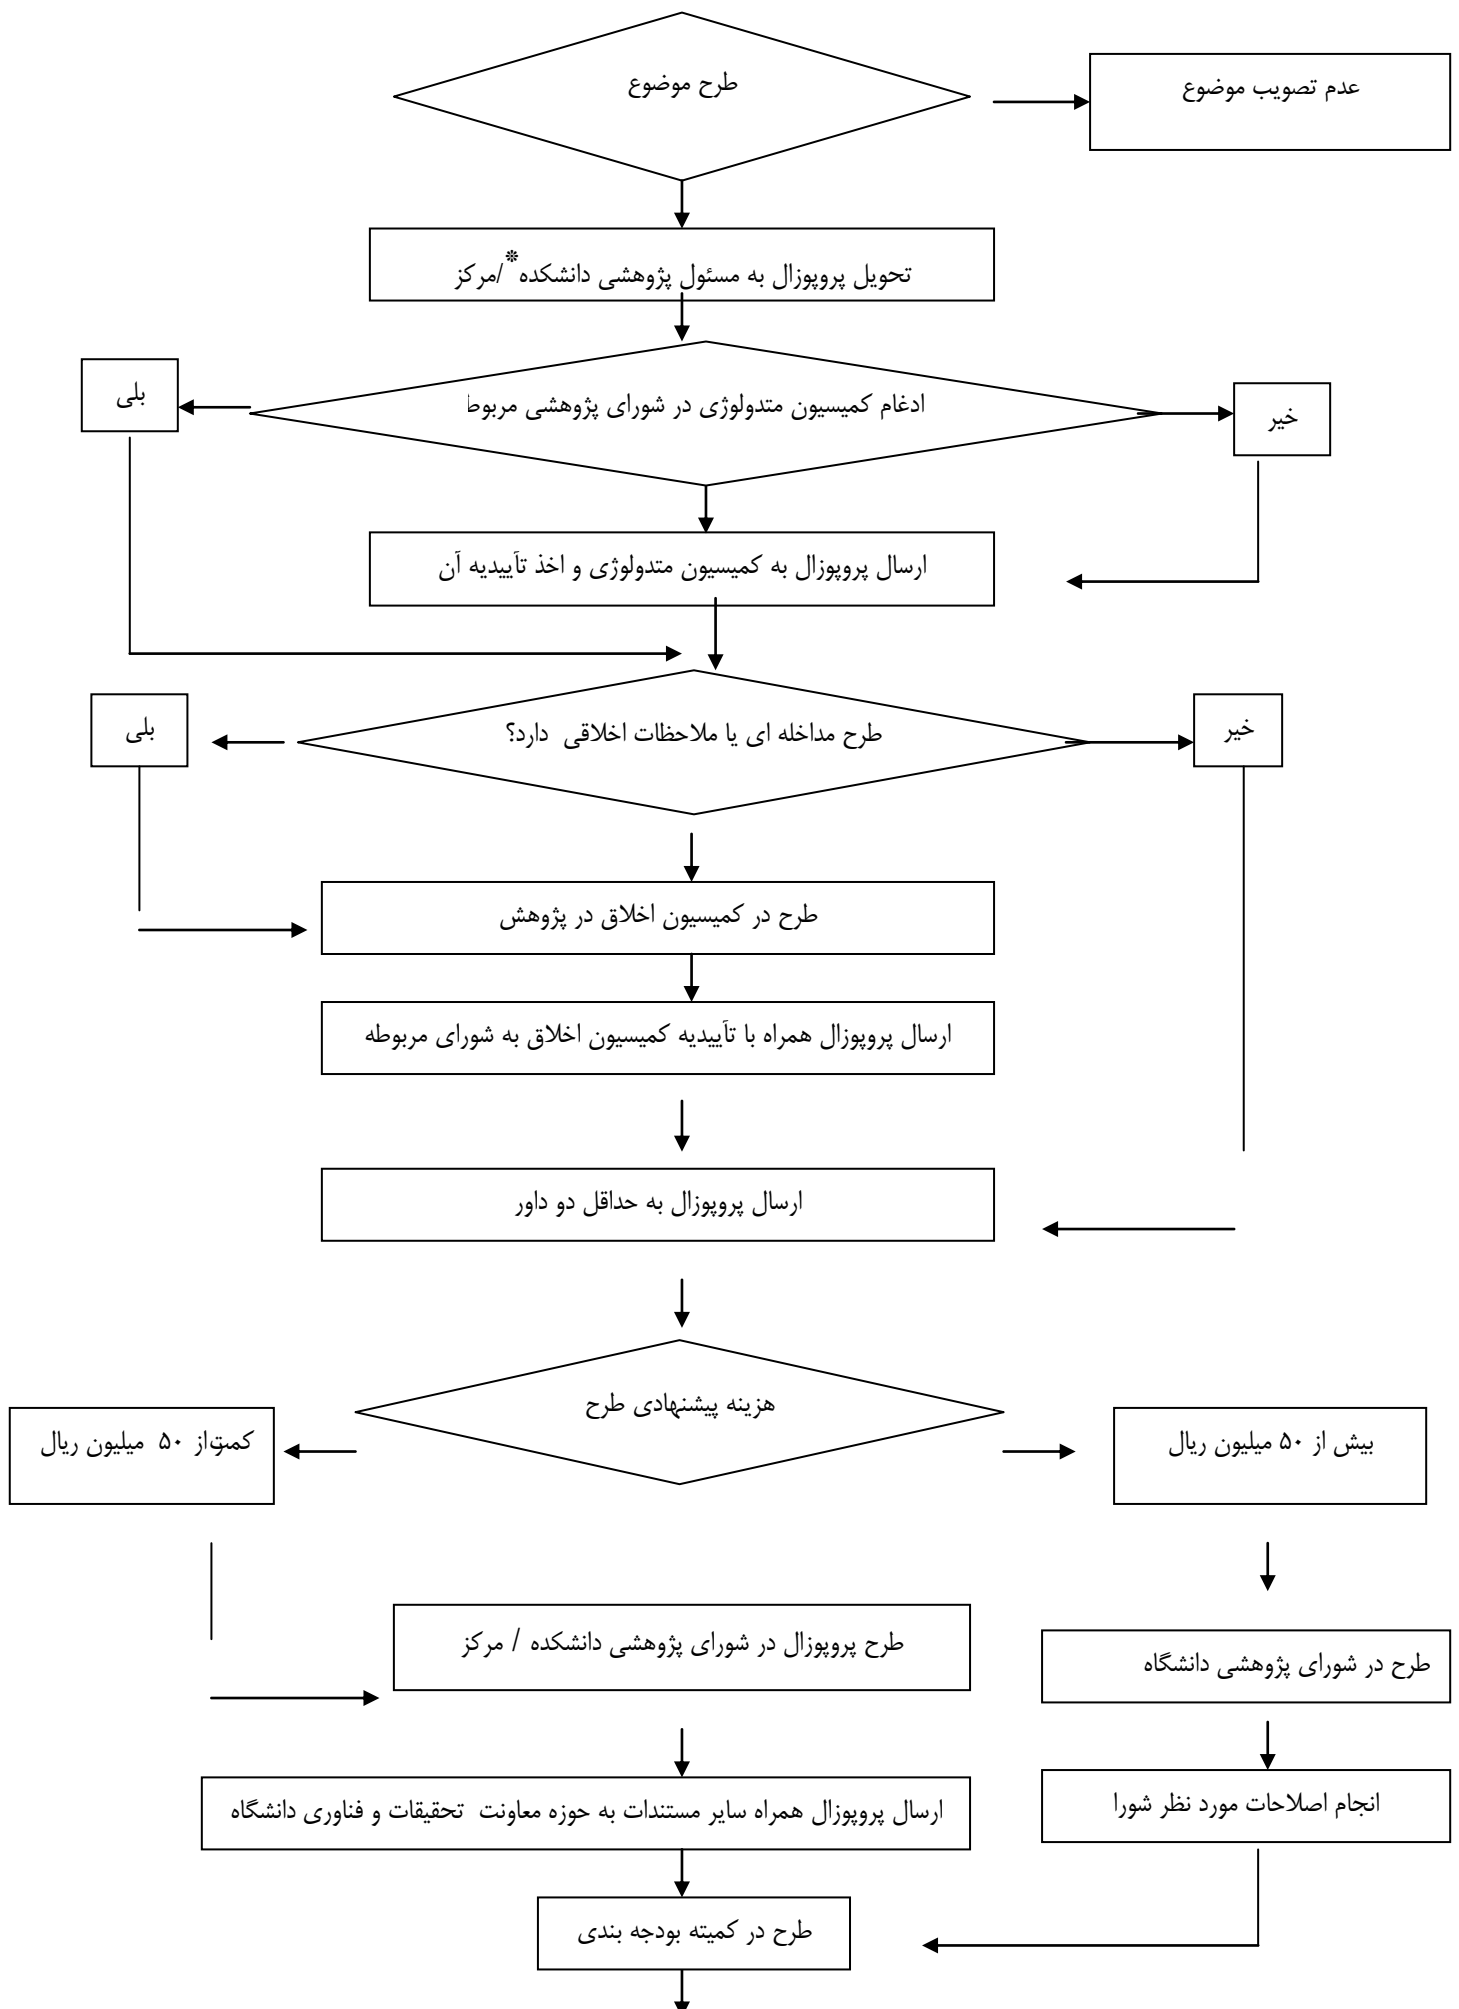 طرح موضوع
عدم تصویب موضوع
تحویل پروپوزال به مسئول پژوهشی دانشکده*/مرکز
ادغام کمیسیون متدولوژی در شورای پژوهشی مربوط
بلی
خیر
ارسال پروپوزال به کمیسیون متدولوژی و اخذ تأییدیه آن
طرح مداخله ای یا ملاحظات اخلاقی دارد؟
بلی
خیر
طرح در کمیسیون اخلاق در پژوهش
ارسال پروپوزال همراه با تأییدیه کمیسیون اخلاق به شورای مربوطه
ارسال پروپوزال به حداقل دو داور
هزینه پیشنهادی طرح
بیش از ۵۰ میلیون ریال
کمتر از ۵۰ میلیون ریال
طرح پروپوزال در شورای پژوهشی دانشکده / مرکز
طرح در شورای پژوهشی دانشگاه
ارسال پروپوزال همراه سایر مستندات به حوزه معاونت تحقیقات و فناوری دانشگاه
انجام اصلاحات مورد نظر شورا
طرح در کمیته بودجه بندی